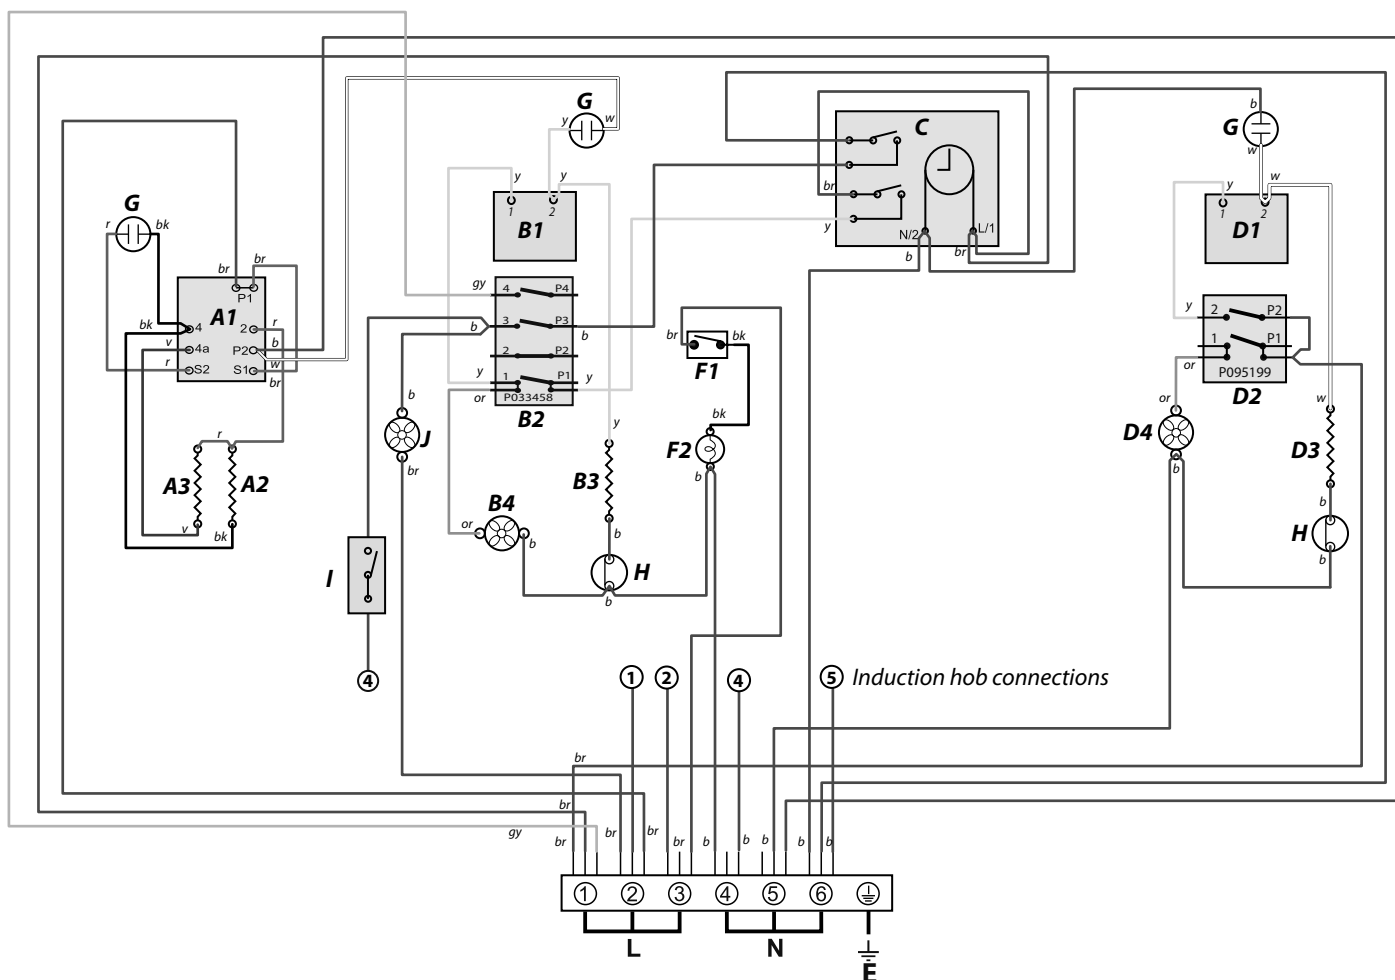 G
y
w
G
b
w
C
br
y
N/2
L/1
b
br
y
y
1
2
B1
y
w
1
2
D1
G
r
bk
br
br
P1
A1
bk
4
2
r
v
4a
P2
b
r
S2
S1
w
br
gy
4
P4
b
3
P3
b
2
P2
y
1
P1
y
or
P033458
B2
br
bk
F1
y
2
P2
1
P1
or
P095199
D2
r
A3
A2
v
bk
b
J
br
y
B3
b
or
B4
b
H
b
bk
F2
b
or
D4
b
w
D3
b
H
b
I
4
1
2
4
5
Induction hob connections
br
br
gy
br
br
br
br
b
b
b
b
b
b
1
2
3
4
5
6
L
N
E